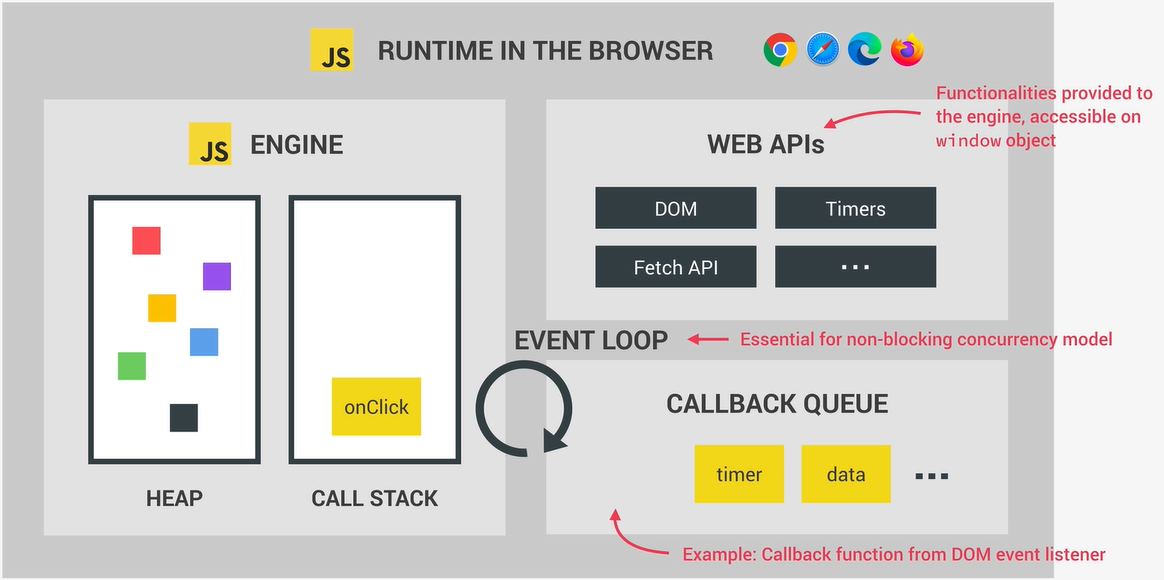 JS RUNTIME IN THE BROWSER
Functionalities provided to
the engine, accessible on
window object
JS ENGINE
WEB APIs
DOM
Timers
Fetch API
...
EVENT LOOP
Essential for non-blocking concurrency model
onClick
CALLBACK QUEUE
timer
data
...
HEAP
CALL STACK
Example: Callback function from DOM event listener